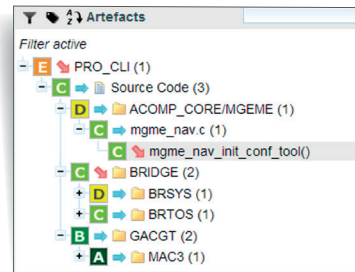 Artefacts
Filter active
E PRO_CLI (1)
C Source Code (3)
D ACOMP_CORE/MGEME (1)
C mgme_nav.c (1)
C mgme_nav_init_conf_tool()
C BRIDGE (2)
D BRSYS (1)
C BRTOS (1)
B GACGT (2)
A MAC3 (1)